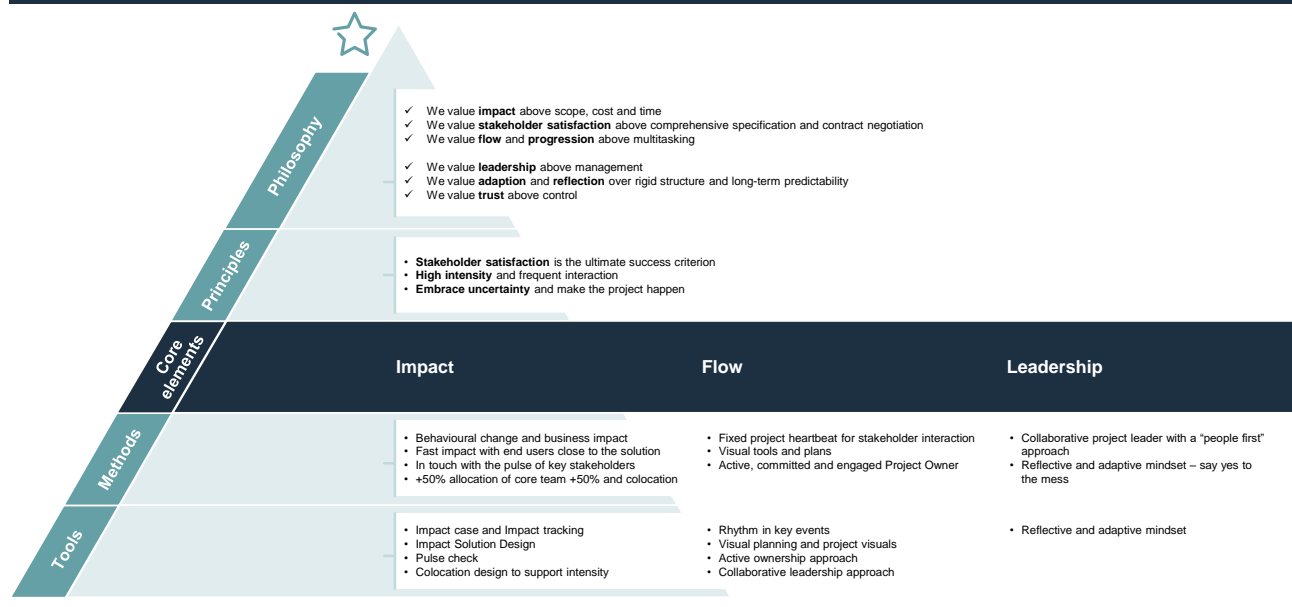 Philosophy
✓ We value impact above scope, cost and time
✓ We value stakeholder satisfaction above comprehensive specification and contract negotiation
✓ We value flow and progression above multitasking
✓ We value leadership above management
✓ We value adaption and reflection over rigid structure and long-term predictability
✓ We value trust above control
Principles
• Stakeholder satisfaction is the ultimate success criterion
• High intensity and frequent interaction
• Embrace uncertainty and make the project happen
Core
elements
Impact
Flow
Leadership
Methods
• Behavioural change and business impact
• Fast impact with end users close to the solution
• In touch with the pulse of key stakeholders
• +50% allocation of core team +50% and colocation
• Fixed project heartbeat for stakeholder interaction
• Visual tools and plans
• Active, committed and engaged Project Owner
• Collaborative project leader with a “people first”
approach
• Reflective and adaptive mindset – say yes to
the mess
Tools
• Impact case and Impact tracking
• Impact Solution Design
• Pulse check
• Colocation design to support intensity
• Rhythm in key events
• Visual planning and project visuals
• Active ownership approach
• Collaborative leadership approach
• Reflective and adaptive mindset